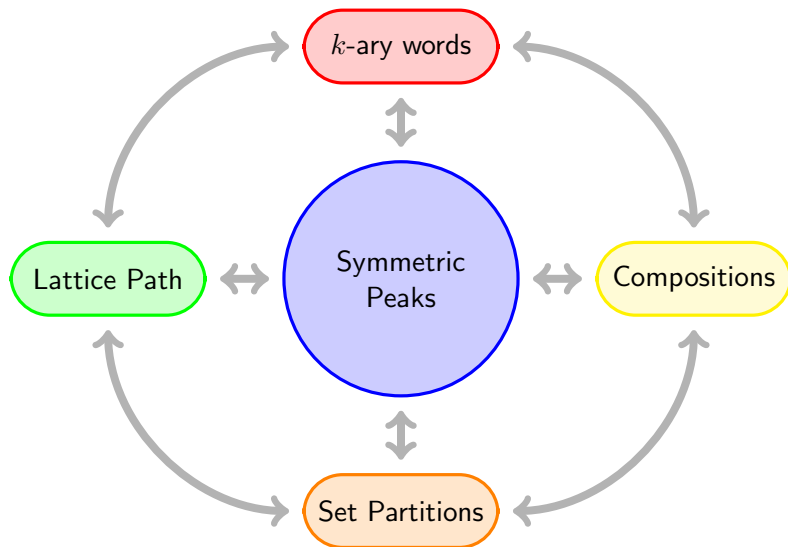 k-ary words
Lattice Path
Symmetric
Peaks
Compositions
Set Partitions